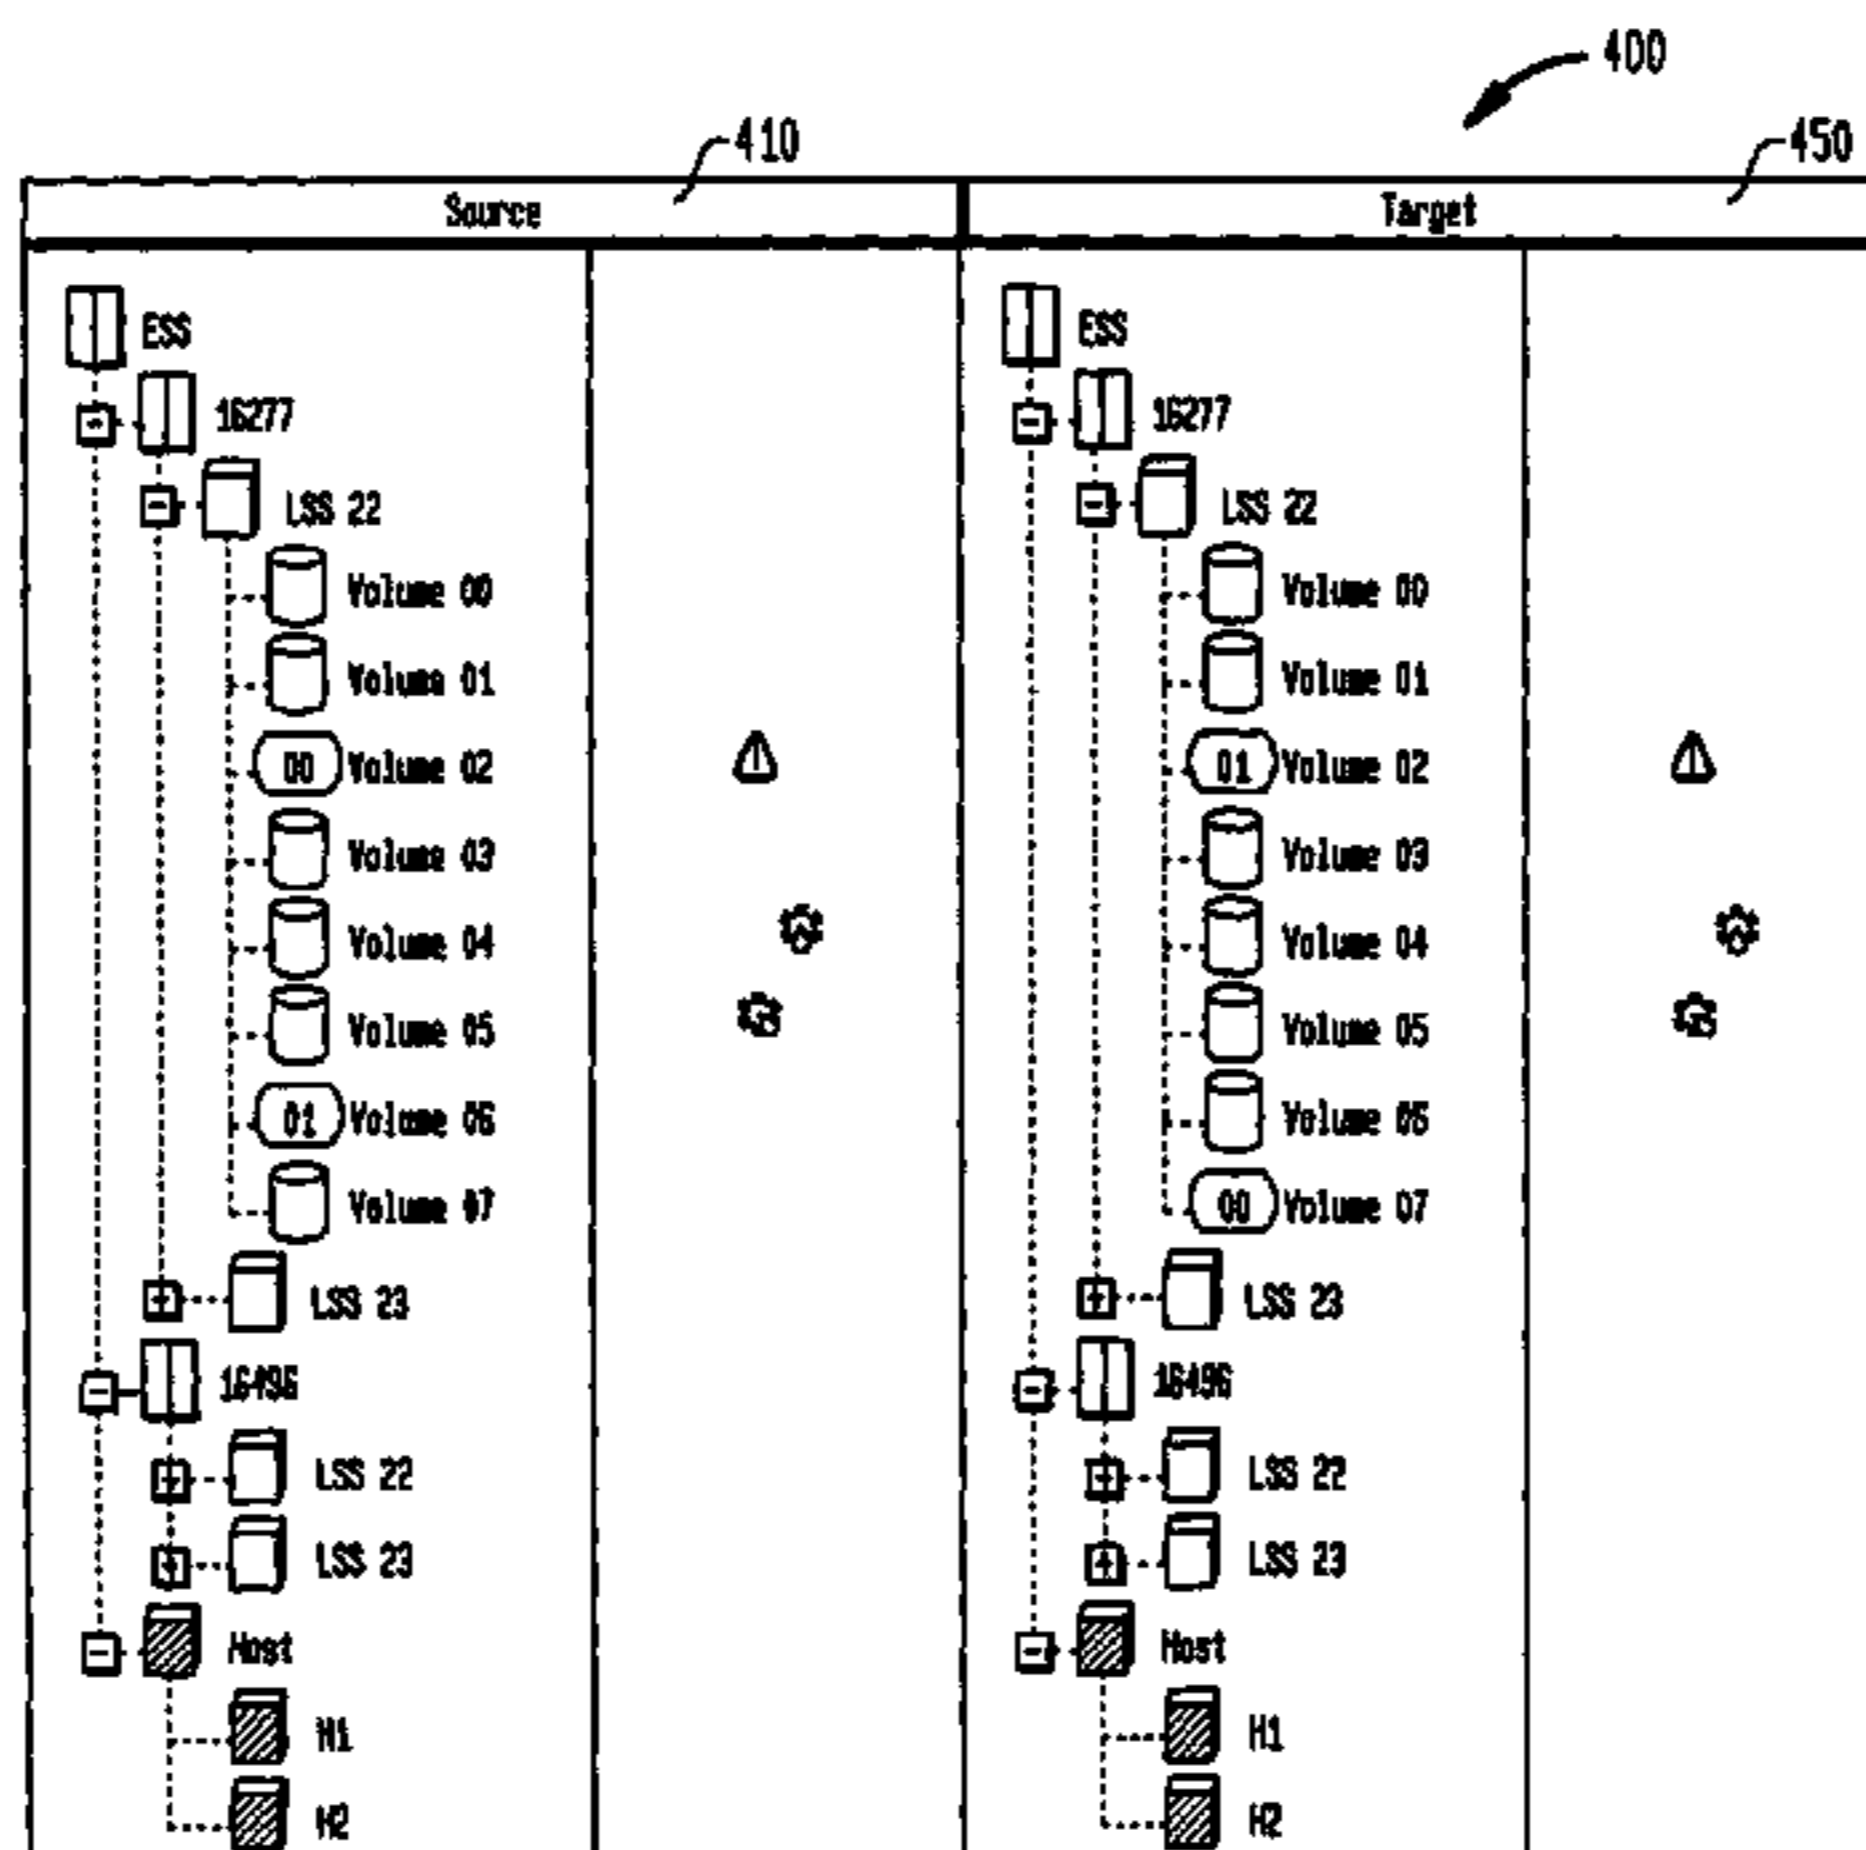 400
410
450
Source
Target
ESS
16277
LSS 22
Volume 00
Volume 01
00 Volume 02
Volume 03
Volume 04
Volume 05
01 Volume 06
Volume 07
LSS 23
16496
LSS 22
LSS 23
Host
H1
H2
ESS
16277
LSS 22
Volume 00
Volume 01
01 Volume 02
Volume 03
Volume 04
Volume 05
Volume 06
00 Volume 07
LSS 23
16496
LSS 22
LSS 23
Host
H1
H2